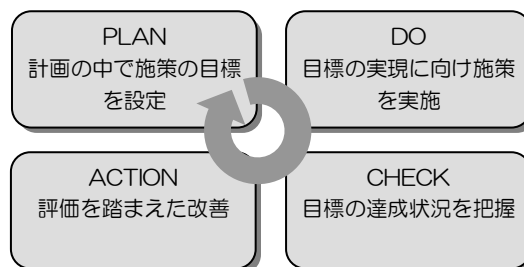 PLAN
計画の中で施策の目標
を設定
DO
目標の実現に向け施策
を実施
ACTION
評価を踏まえた改善
CHECK
目標の達成状況を把握